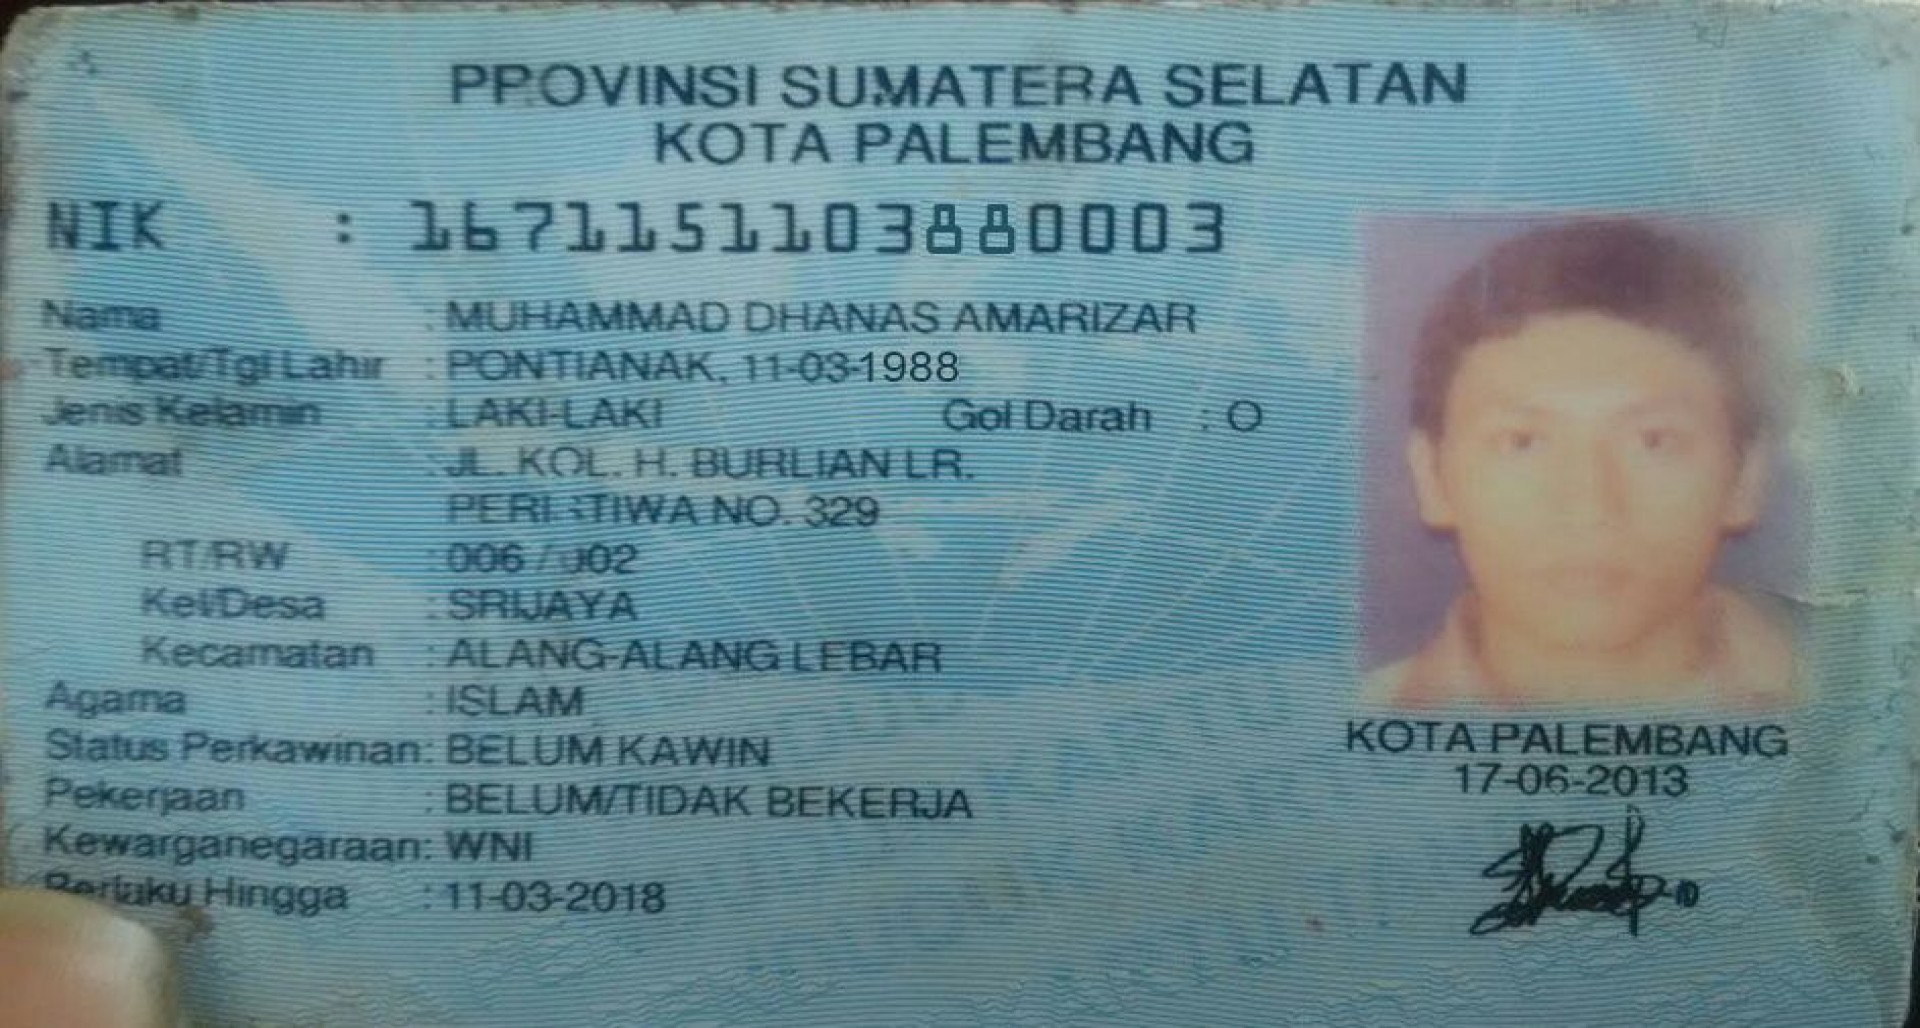 PROVINSI SUMATERA SELATAN
KOTA PALEMBANG
NIK : 1671151103880003
Nama : MUHAMMAD DHANAS AMARIZAR
Tempat/Tgl Lahir : PONTIANAK, 11-03-1988
Jenis Kelamin : LAKI-LAKI Gol Darah : O
Alamat : JL. KOL. H. BURLIAN LR.
PERISTIWA NO. 329
RT/RW : 006 / 002
Kel/Desa : SRIJAYA
Kecamatan : ALANG-ALANG LEBAR
Agama : ISLAM
Status Perkawinan: BELUM KAWIN
Pekerjaan : BELUM/TIDAK BEKERJA
Kewarganegaraan: WNI
Berlaku Hingga : 11-03-2018
KOTA PALEMBANG
17-06-2013